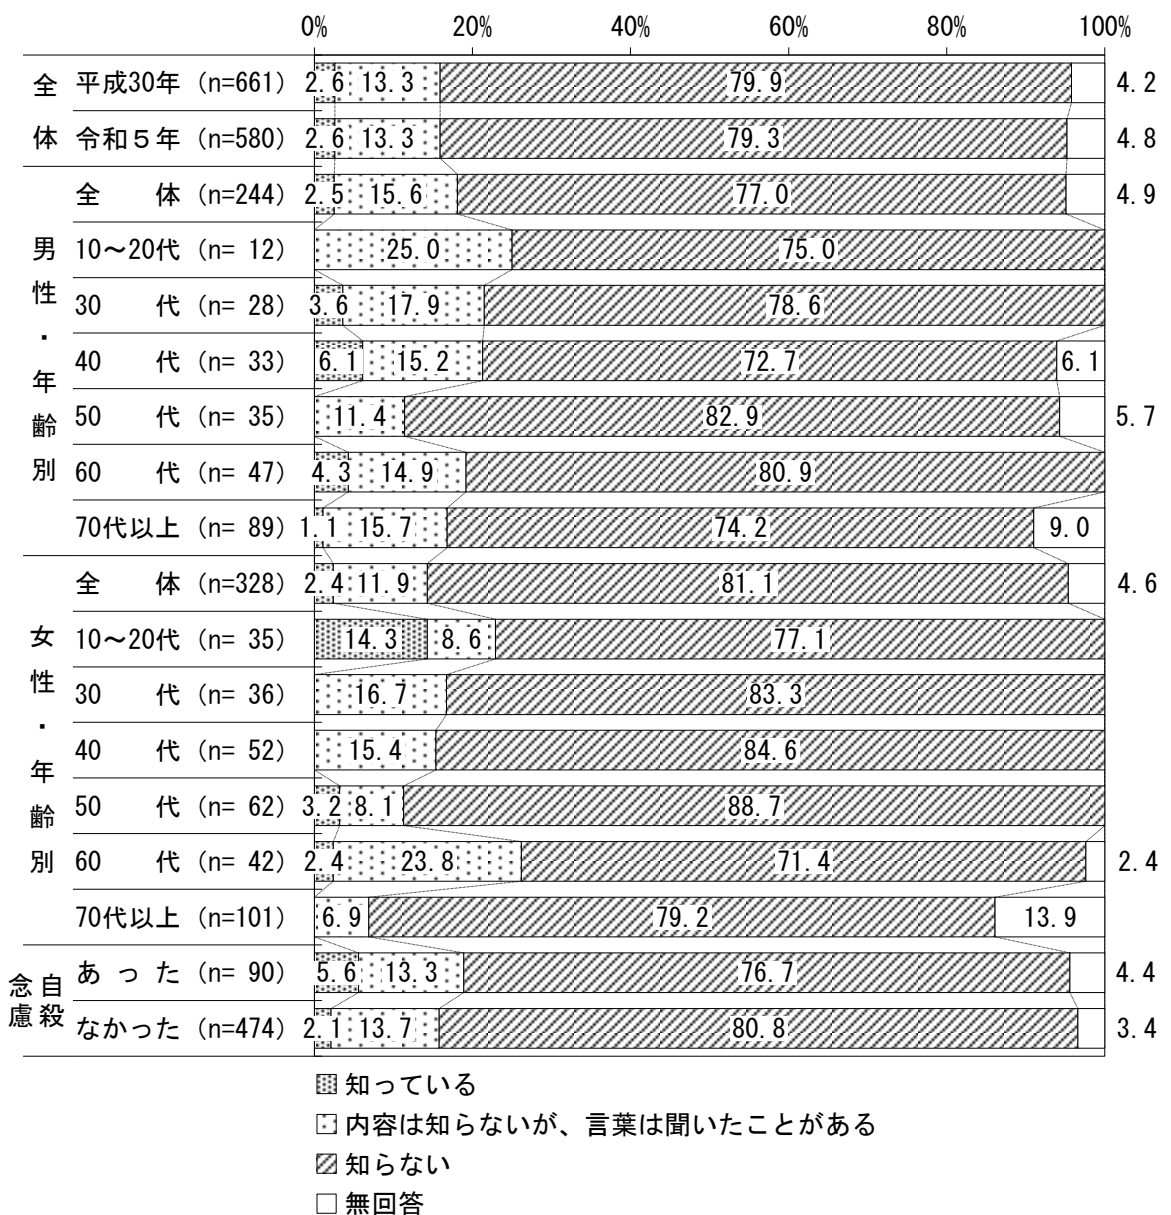 0% 20% 40% 60% 80% 100%
全体
平成30年 (n=661) 2.6 13.3 79.9 4.2
令和5年 (n=580) 2.6 13.3 79.3 4.8
男性・年齢別
全 体 (n=244) 2.5 15.6 77.0 4.9
10～20代 (n= 12) 25.0 75.0
30 代 (n= 28) 3.6 17.9 78.6
40 代 (n= 33) 6.1 15.2 72.7 6.1
50 代 (n= 35) 11.4 82.9 5.7
60 代 (n= 47) 4.3 14.9 80.9
70代以上 (n= 89) 1.1 15.7 74.2 9.0
女性・年齢別
全 体 (n=328) 2.4 11.9 81.1 4.6
10～20代 (n= 35) 14.3 8.6 77.1
30 代 (n= 36) 16.7 83.3
40 代 (n= 52) 15.4 84.6
50 代 (n= 62) 3.2 8.1 88.7
60 代 (n= 42) 2.4 23.8 71.4 2.4
70代以上 (n=101) 6.9 79.2 13.9
自殺念慮
あ っ た (n= 90) 5.6 13.3 76.7 4.4
なかった (n=474) 2.1 13.7 80.8 3.4
知っている
内容は知らないが、言葉は聞いたことがある
知らない
無回答